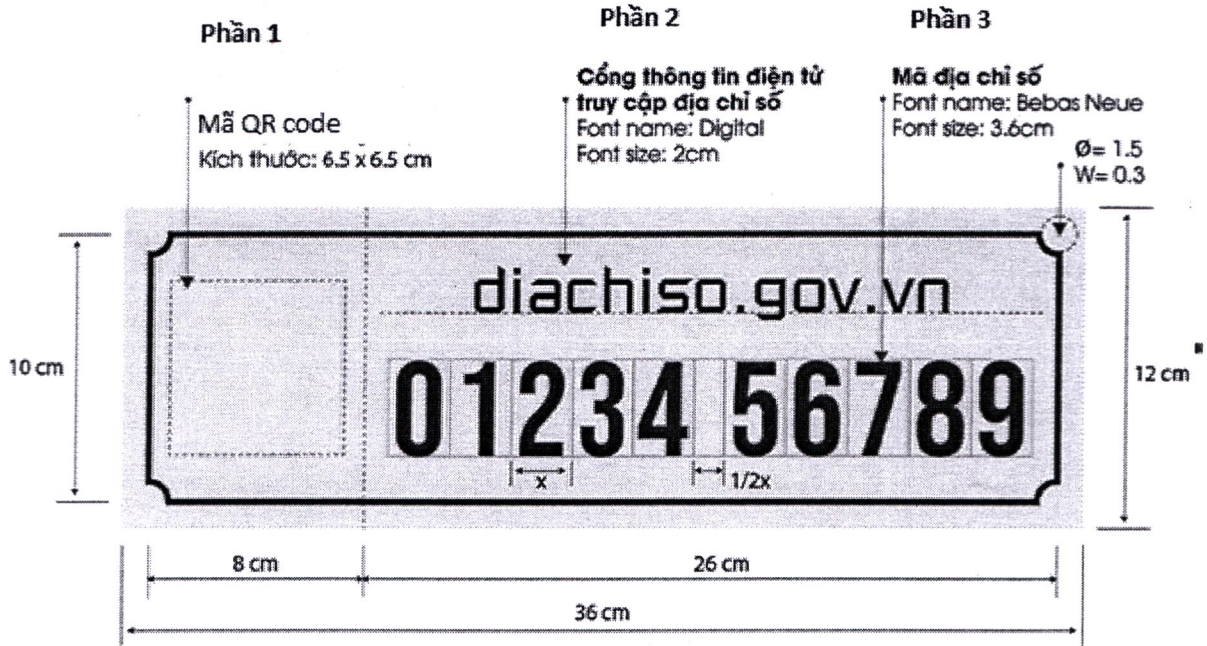 Phần 1
Phần 2
Phần 3
Mã QR code
Kích thước: 6.5 x 6.5 cm
Cổng thông tin điện tử
truy cập địa chỉ số
Font name: Digital
Font size: 2cm
Mã địa chỉ số
Font name: Bebas Neue
Font size: 3.6cm
Ø= 1.5
W= 0.3
diachiso.gov.vn
01234 56789
x
1/2x
10 cm
12 cm
8 cm
26 cm
36 cm